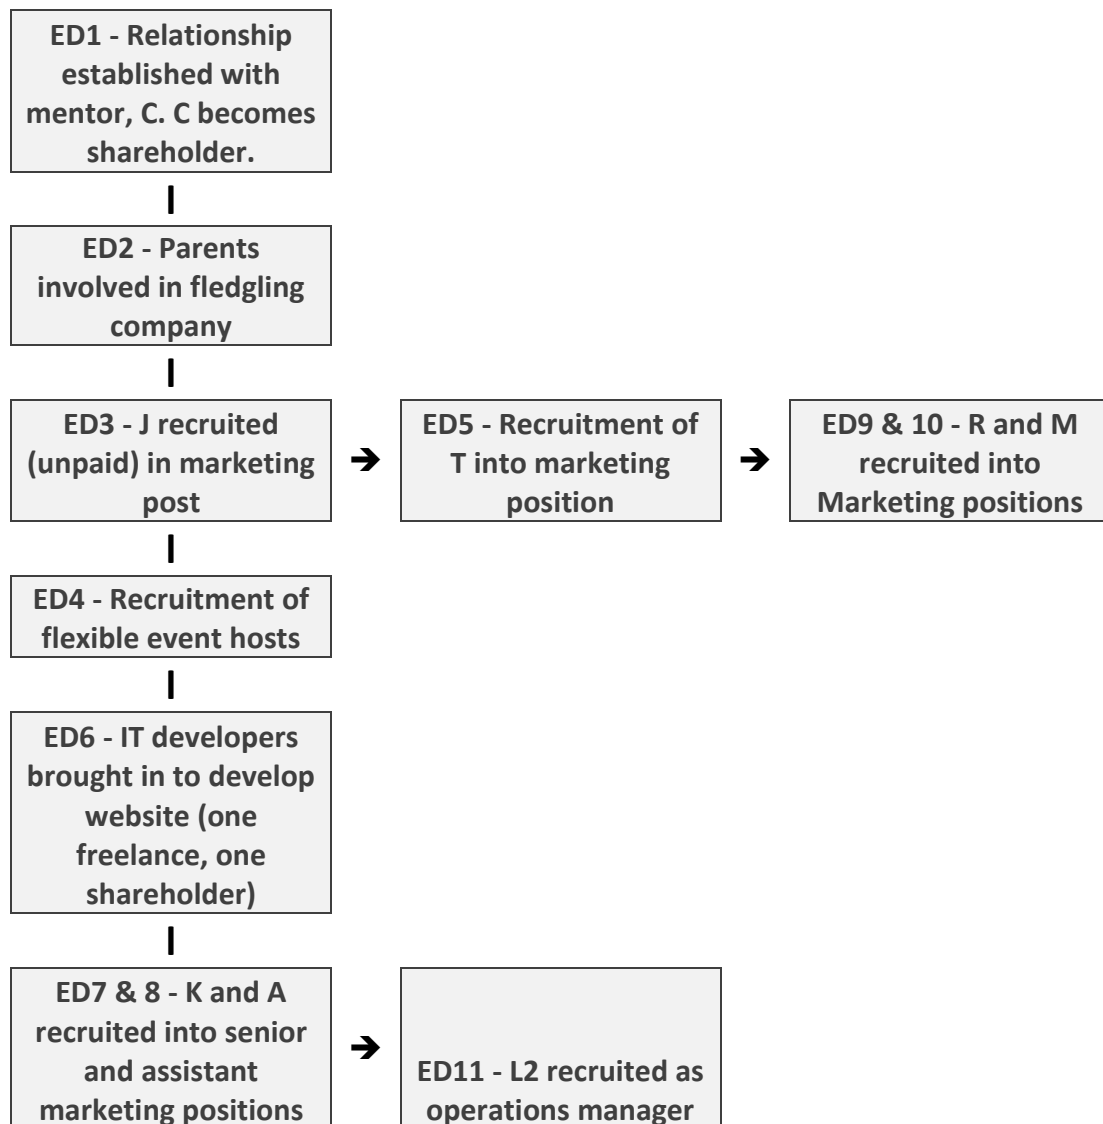 ED1 - Relationship
established with
mentor, C. C becomes
shareholder.
ED2 - Parents
involved in fledgling
company
ED3 - J recruited
(unpaid) in marketing
post
ED5 - Recruitment of
T into marketing
position
ED9 & 10 - R and M
recruited into
Marketing positions
ED4 - Recruitment of
flexible event hosts
ED6 - IT developers
brought in to develop
website (one
freelance, one
shareholder)
ED7 & 8 - K and A
recruited into senior
and assistant
marketing positions
ED11 - L2 recruited as
operations manager